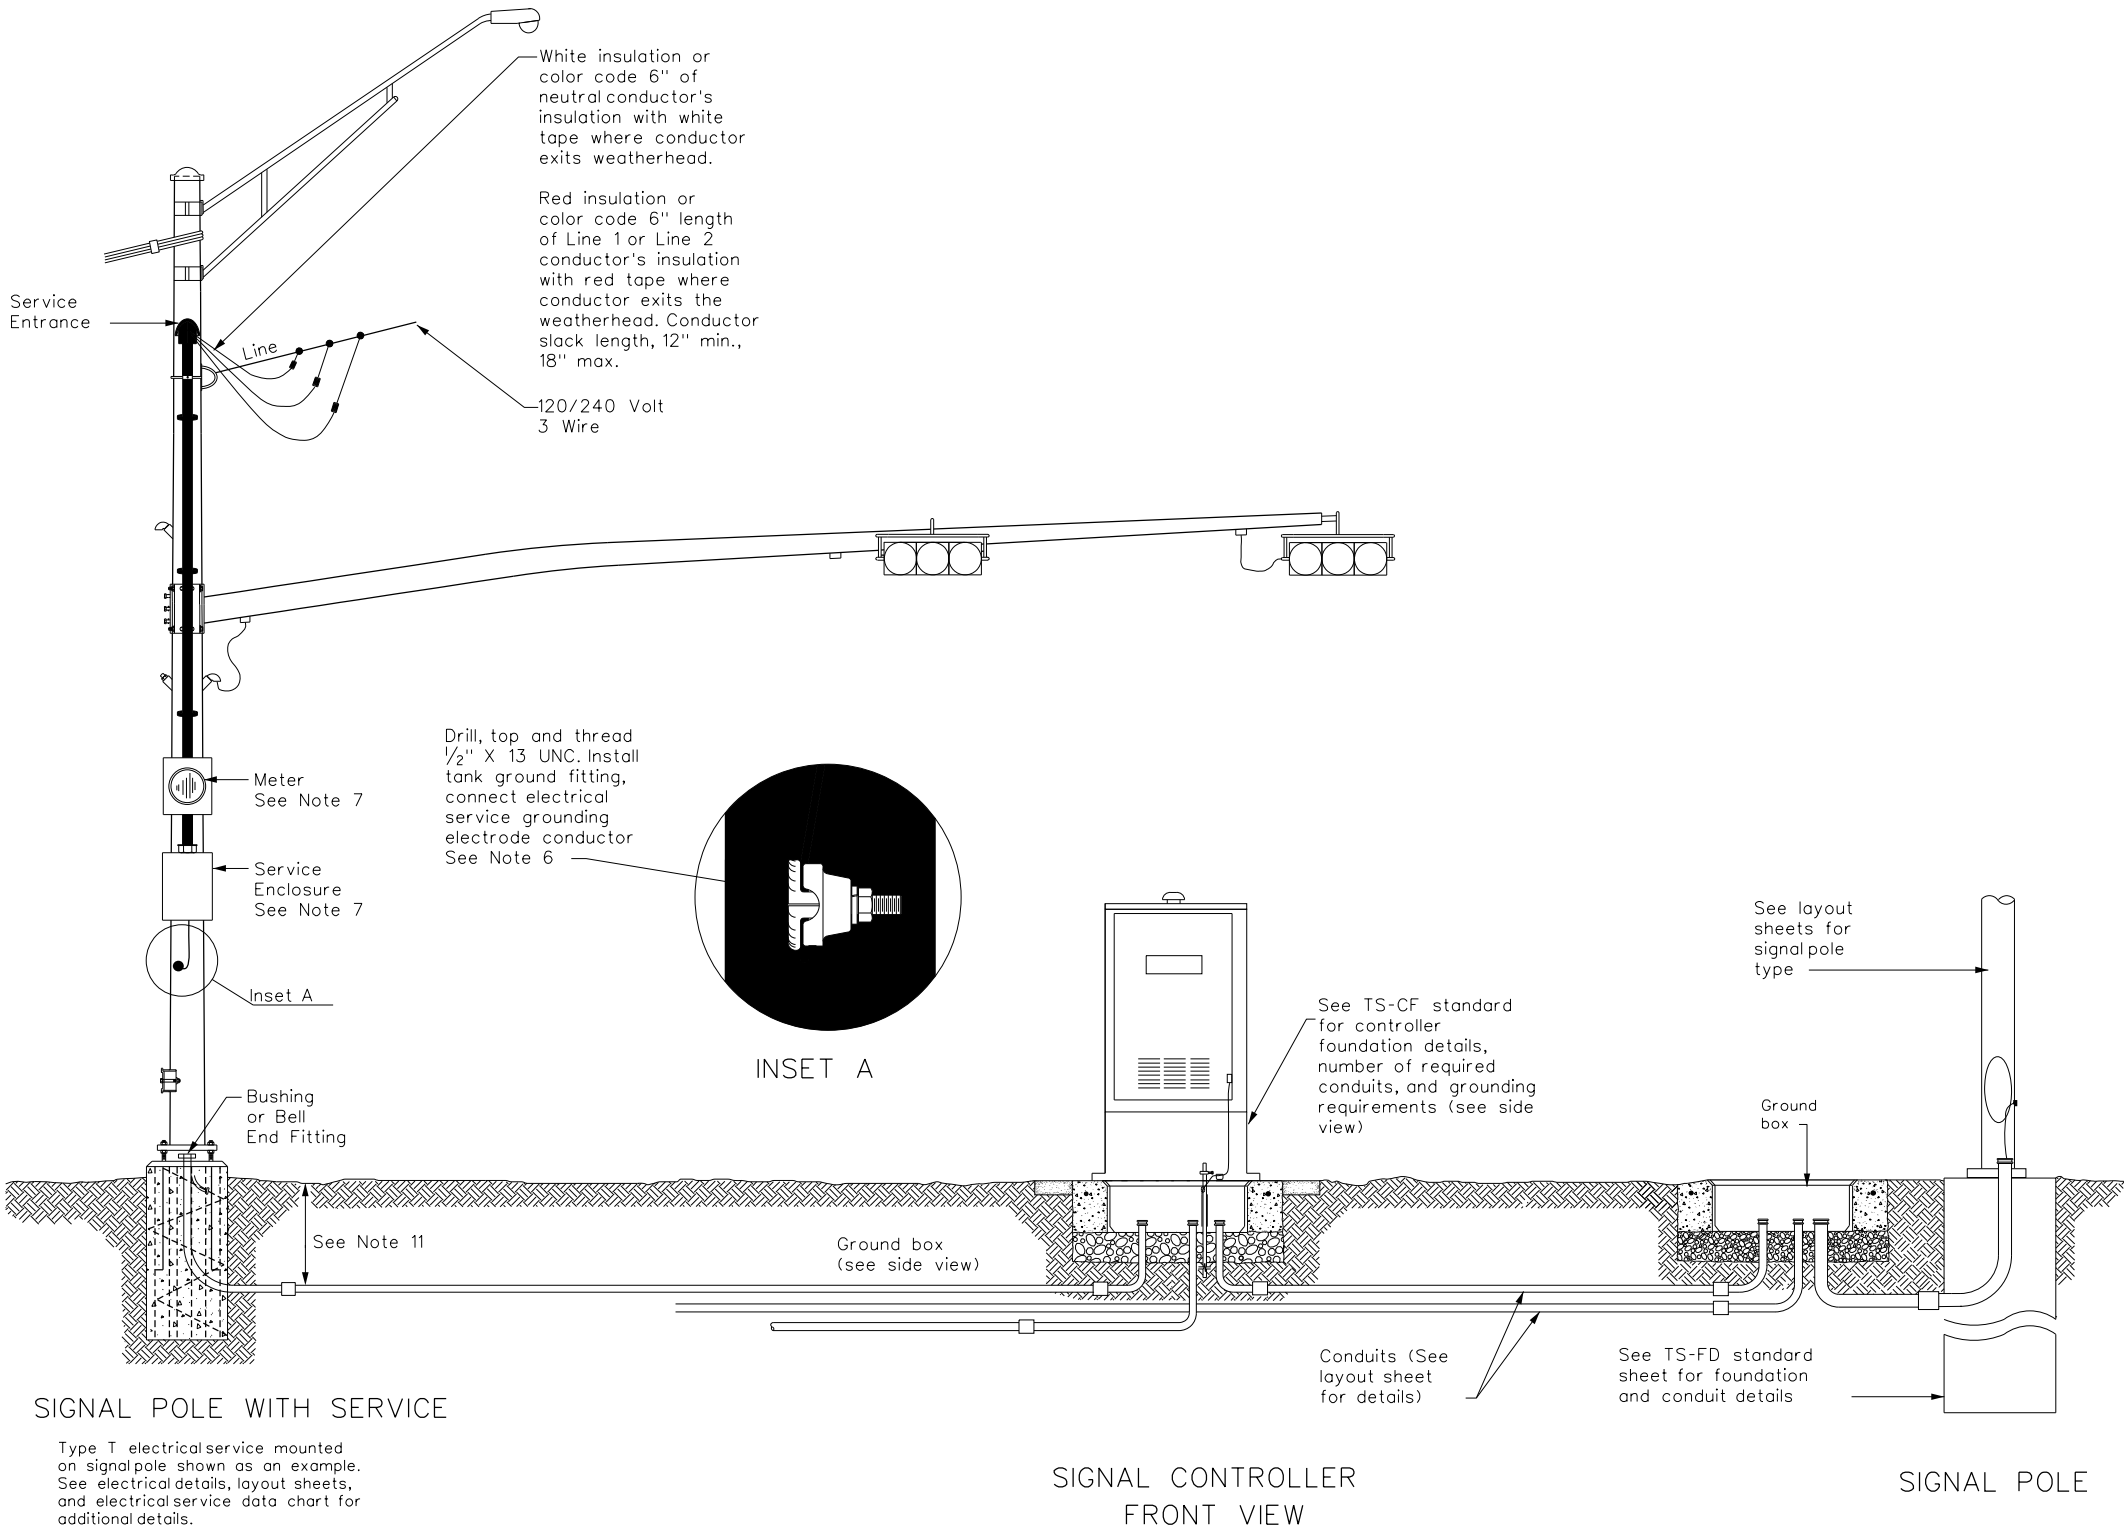 White insulation or
color code 6" of
neutral conductor's
insulation with white
tape where conductor
exits weatherhead.
Red insulation or
color code 6" length
of Line 1 or Line 2
conductor's insulation
with red tape where
conductor exits the
weatherhead. Conductor
slack length, 12" min.,
18" max.
Service
Entrance
Line
120/240 Volt
3 Wire
Drill, top and thread
1/2" X 13 UNC. Install
tank ground fitting,
connect electrical
service grounding
electrode conductor
See Note 6
Meter
See Note 7
Service
Enclosure
See Note 7
Inset A
INSET A
See layout
sheets for
signal pole
type
See TS-CF standard
for controller
foundation details,
number of required
conduits, and grounding
requirements (see side
view)
Bushing
or Bell
End Fitting
Ground
box
See Note 11
Ground box
(see side view)
Conduits (See
layout sheet
for details)
See TS-FD standard
sheet for foundation
and conduit details
SIGNAL POLE WITH SERVICE
Type T electrical service mounted
on signal pole shown as an example.
See electrical details, layout sheets,
and electrical service data chart for
additional details.
SIGNAL CONTROLLER
FRONT VIEW
SIGNAL POLE